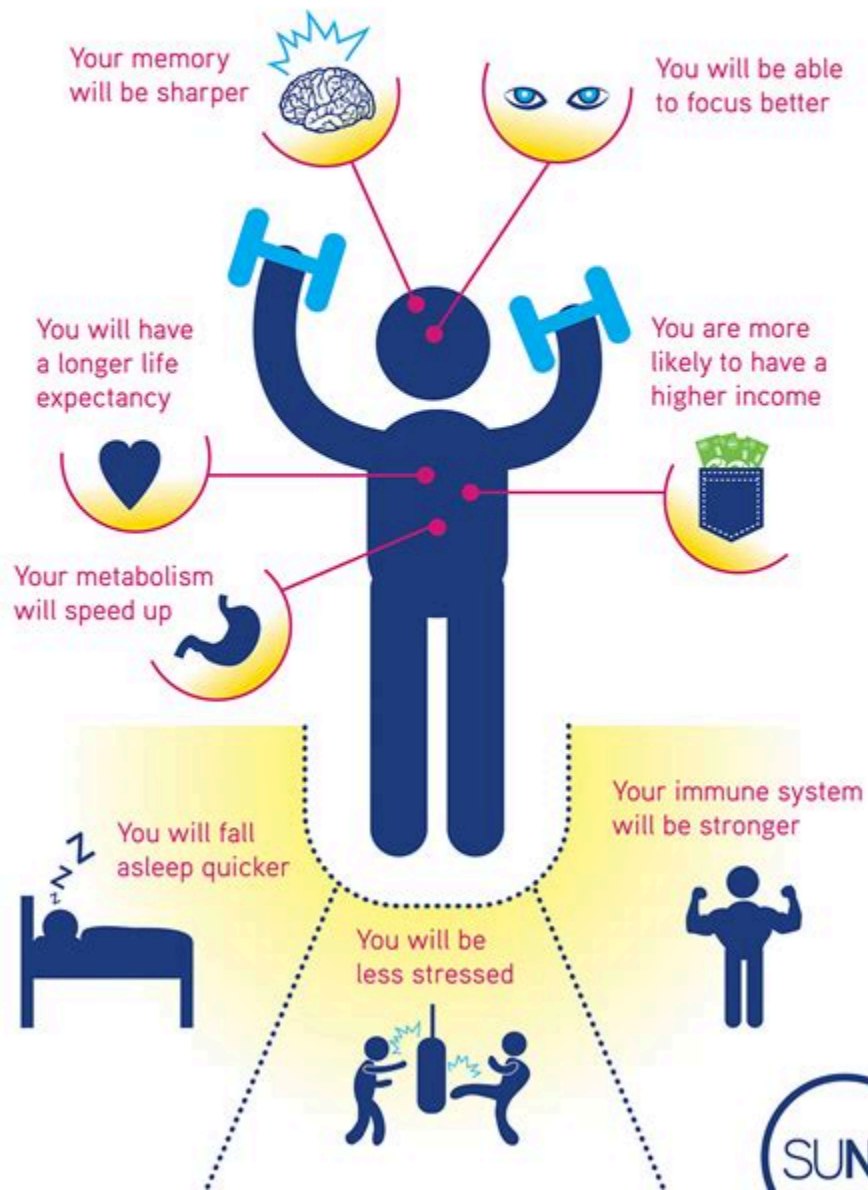 Your memory
will be sharper
You will be able
to focus better
You will have
a longer life
expectancy
You are more
likely to have a
higher income
Your metabolism
will speed up
You will fall
asleep quicker
z
z
Z
Your immune system
will be stronger
You will be
less stressed
SUN